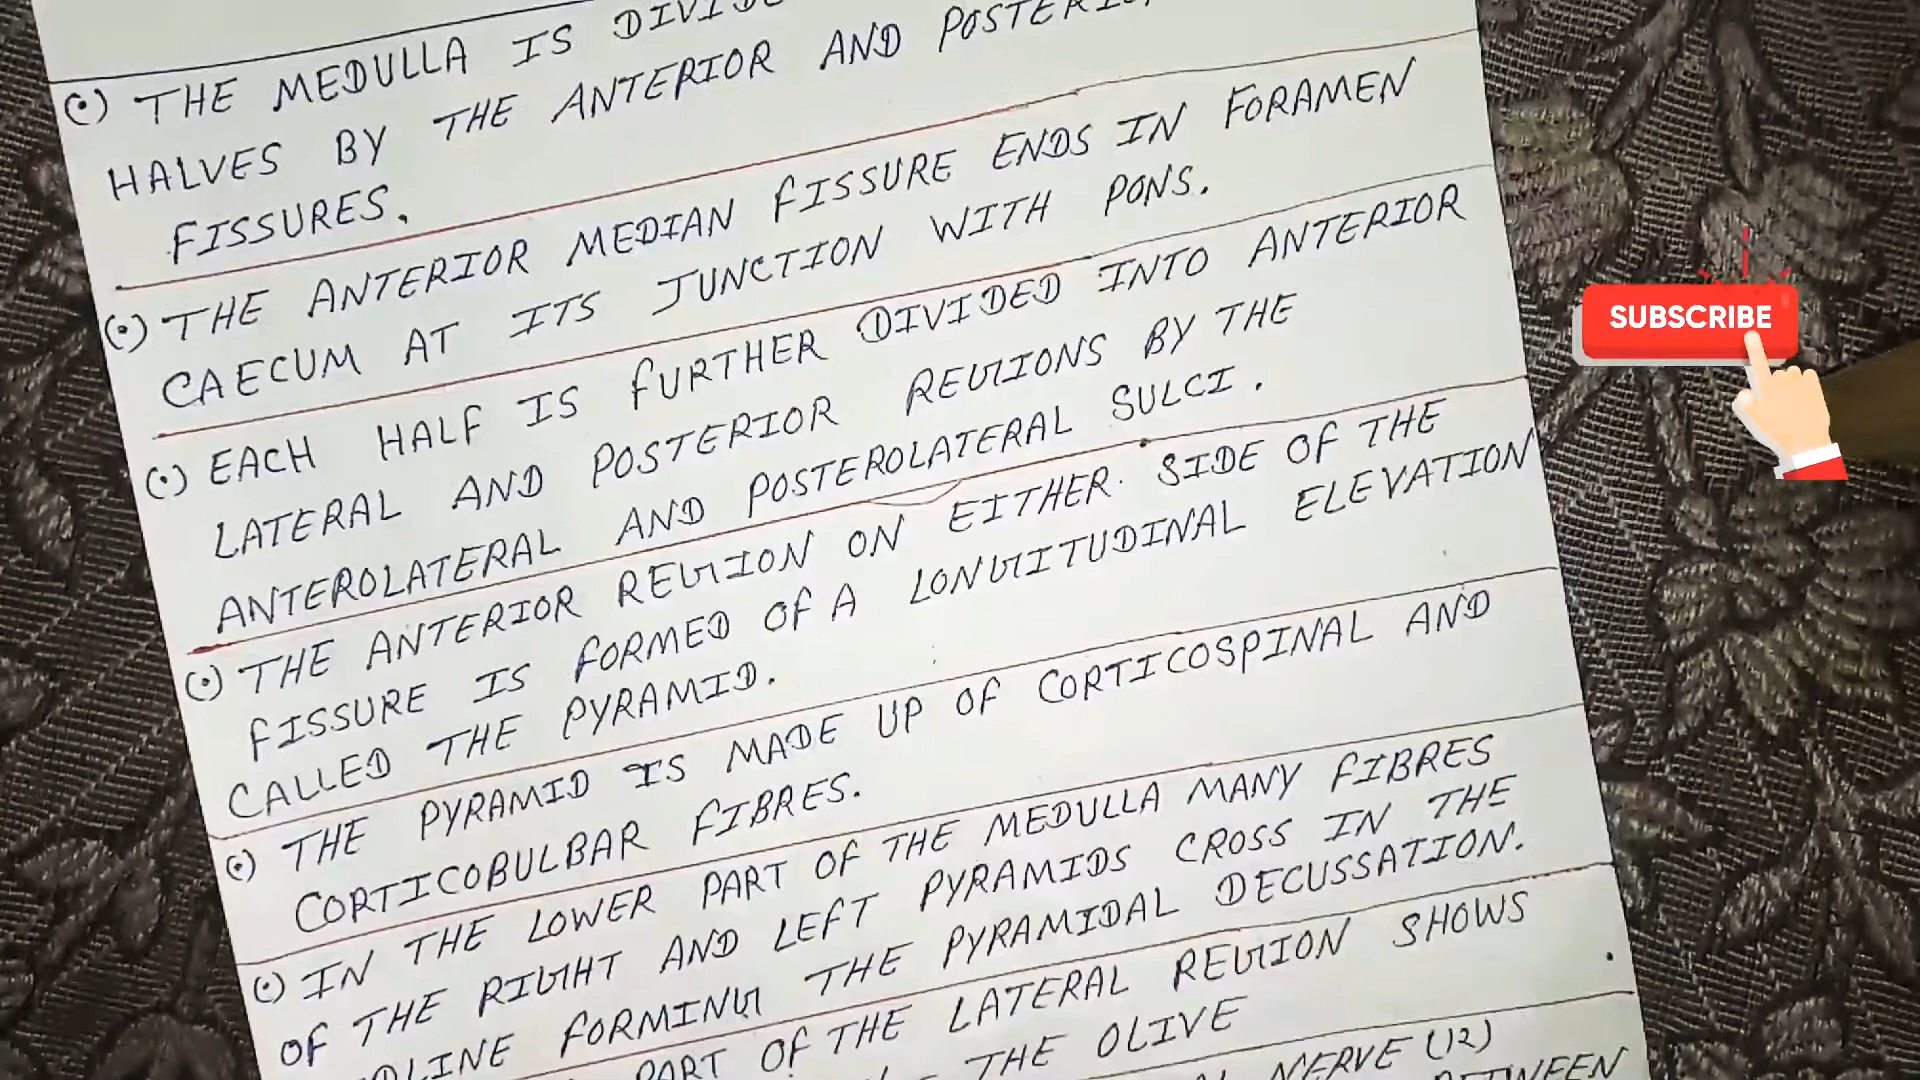 (•) THE MEDULLA IS
HALVES BY THE ANTERIOR AND
FISSURES.
(•) THE ANTERIOR MEDIAN FISSURE ENDS IN FORAMEN
CAECUM AT ITS JUNCTION WITH PONS.
(•) EACH HALF IS FURTHER DIVIDED INTO ANTERIOR
LATERAL AND POSTERIOR REGIONS BY THE
ANTEROLATERAL AND POSTEROLATERAL SULCI.
(•) THE ANTERIOR REGION ON EITHER SIDE OF THE
FISSURE IS FORMED OF A LONGITUDINAL ELEVATION
CALLED THE PYRAMID.
(•) THE PYRAMID IS MADE UP OF CORTICOSPINAL AND
CORTICOBULBAR FIBRES.
(•) IN THE LOWER PART OF THE MEDULLA MANY FIBRES
OF THE RIGHT AND LEFT PYRAMIDS CROSS IN THE
FORMING THE PYRAMIDAL DECUSSATION.
PART OF THE LATERAL REGION SHOWS
THE OLIVE
NERVE (12)
SUBSCRIBE